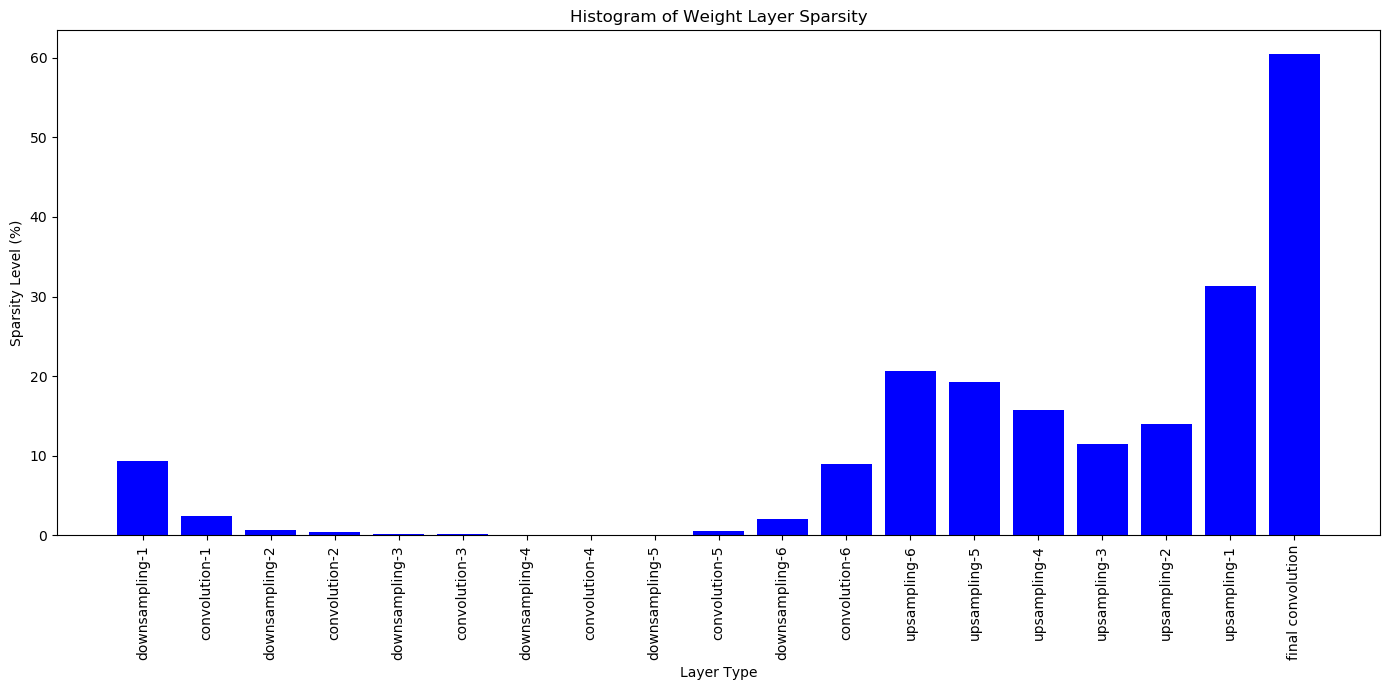 Histogram of Weight Layer Sparsity
Sparsity Level (%)
60
50
40
30
20
10
0
downsampling-1
convolution-1
downsampling-2
convolution-2
downsampling-3
convolution-3
downsampling-4
convolution-4
downsampling-5
convolution-5
downsampling-6
convolution-6
upsampling-6
upsampling-5
upsampling-4
upsampling-3
upsampling-2
upsampling-1
final convolution
Layer Type